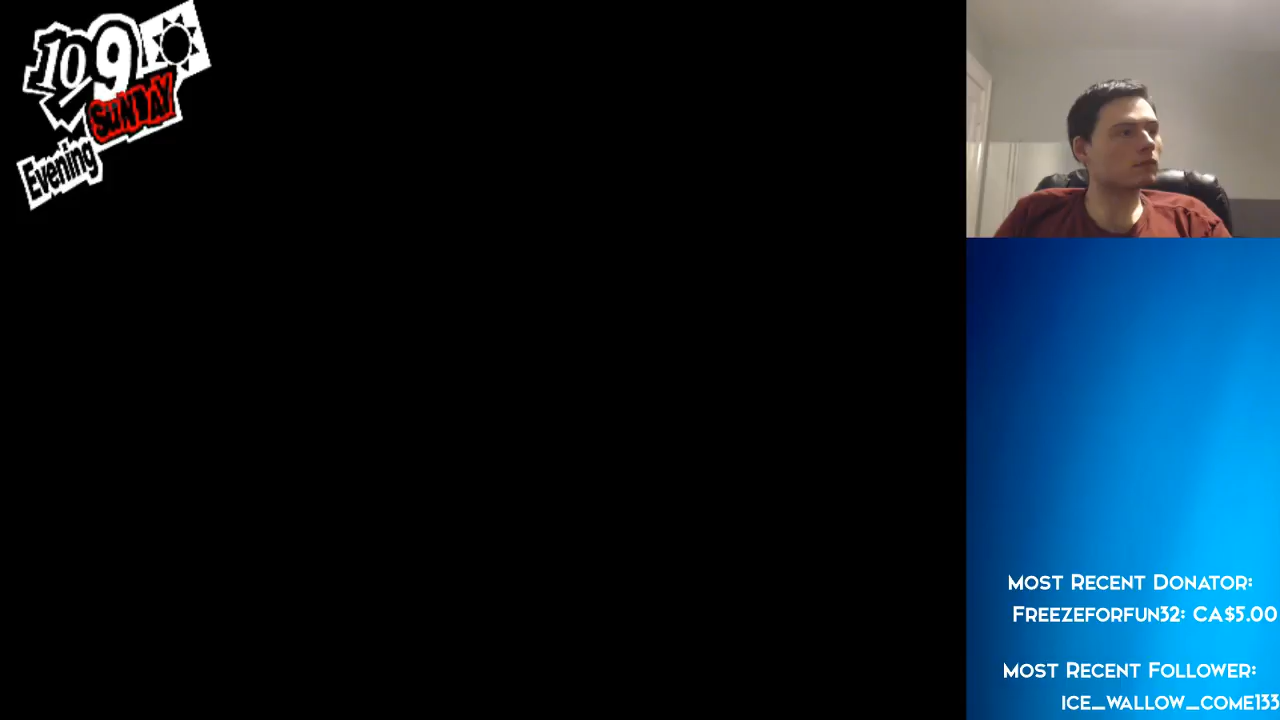 10/9
SUNDAY
Evening
MOST RECENT DONATOR:
FREEZEFORFUN32: CA$5.00
MOST RECENT FOLLOWER:
ICE_WALLOW_COME133